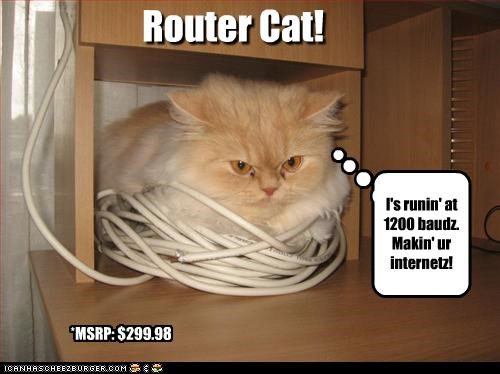 Router Cat!
I's runin' at
1200 baudz.
Makin' ur
internetz!
*MSRP: $299.98
ICANHASCHEEZBURGER.COM